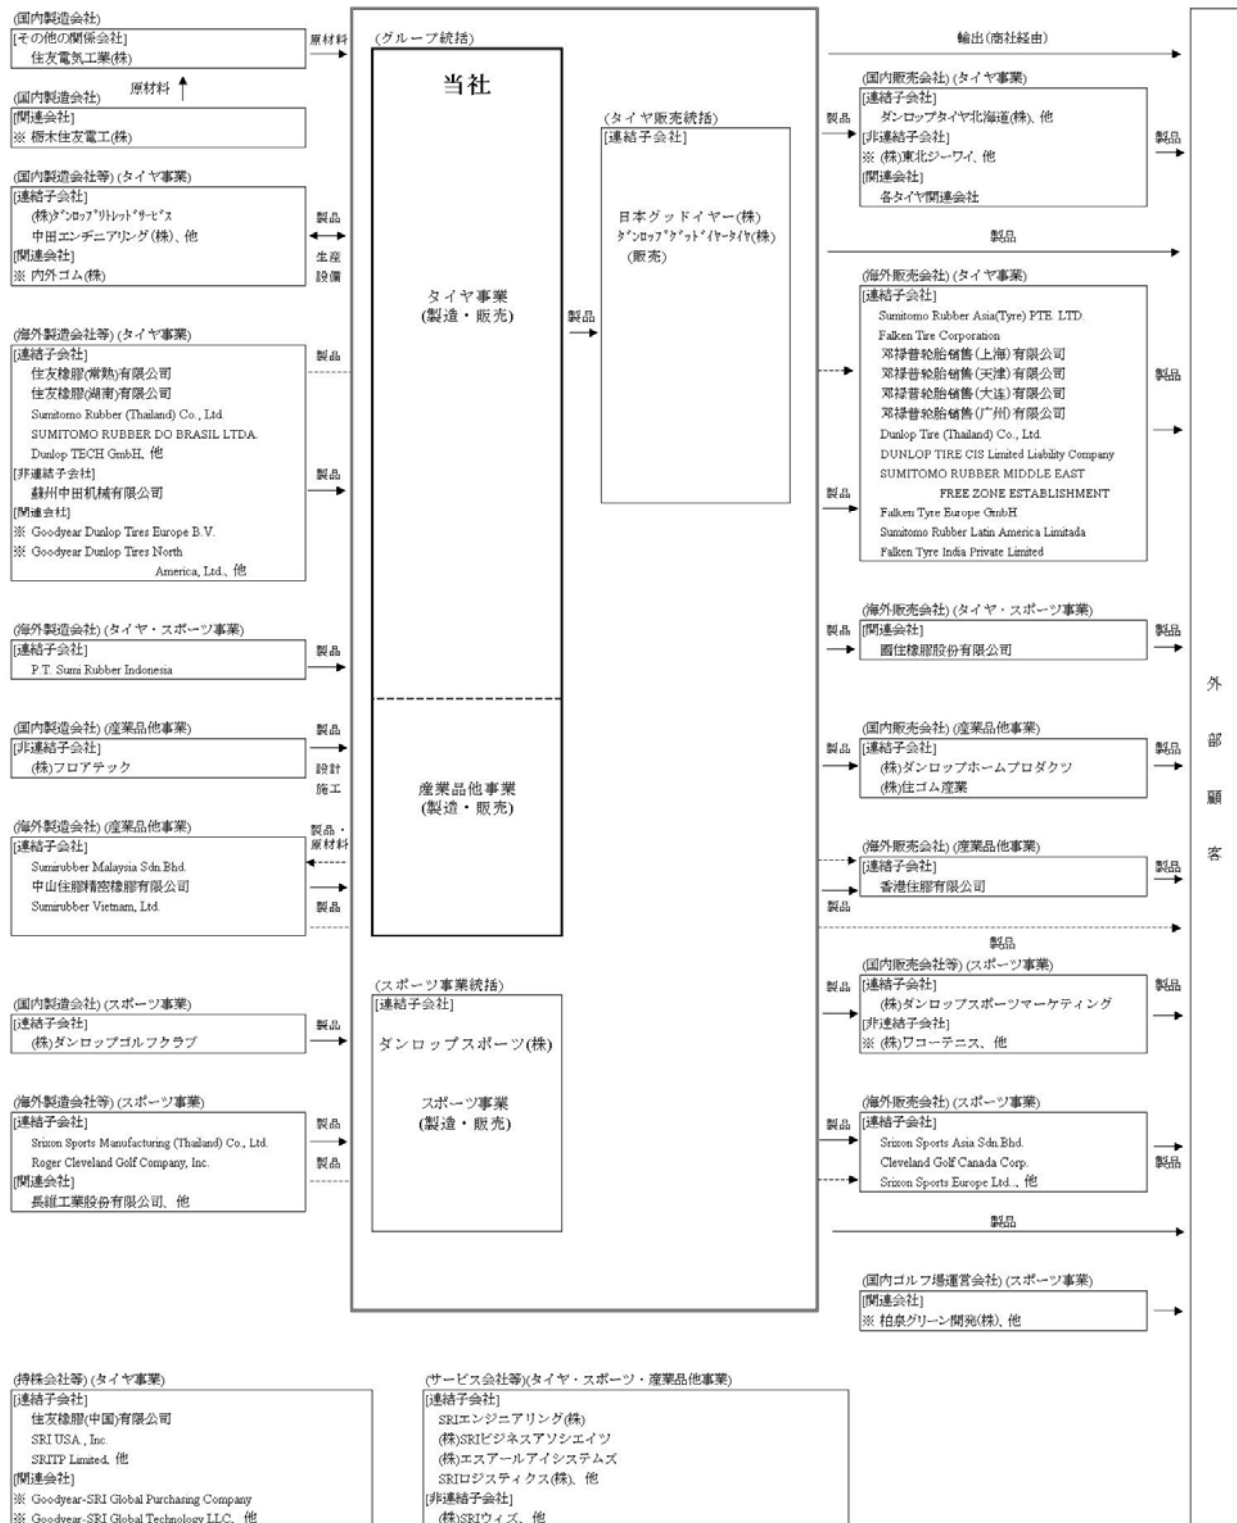 (国内製造会社)
[その他の関係会社]
住友電気工業(株)
原材料
原材料
(国内製造会社)
[関連会社]
※ 栃木住友電工(株)
(国内製造会社等) (タイヤ事業)
[連結子会社]
(株)ダンロップリトレッドサービス
中田エンヂニアリング(株)、他
[関連会社]
※ 内外ゴム(株)
製品
生産
設備
(海外製造会社等) (タイヤ事業)
[連結子会社]
住友橡膠(常熟)有限公司
住友橡膠(湖南)有限公司
Sumitomo Rubber (Thailand) Co., Ltd.
SUMITOMO RUBBER DO BRASIL LTDA.
Dunlop TECH GmbH、他
[非連結子会社]
蘇州中田机械有限公司
[関連会社]
※ Goodyear Dunlop Tires Europe B.V.
※ Goodyear Dunlop Tires North
America, Ltd.、他
製品
製品
(海外製造会社) (タイヤ・スポーツ事業)
[連結子会社]
P.T. Sumi Rubber Indonesia
製品
(国内製造会社) (産業品他事業)
[非連結子会社]
(株)フロアテック
製品
設計
施工
(海外製造会社) (産業品他事業)
[連結子会社]
Sumirubber Malaysia Sdn.Bhd.
中山住膠精密橡膠有限公司
Sumirubber Vietnam, Ltd.
製品・
原材料
製品
(国内製造会社) (スポーツ事業)
[連結子会社]
(株)ダンロップゴルフクラブ
製品
(海外製造会社等) (スポーツ事業)
[連結子会社]
Srixon Sports Manufacturing (Thailand) Co., Ltd.
Roger Cleveland Golf Company, Inc.
[関連会社]
長維工業股份有限公司、他
製品
製品
(グループ統括)
当社
タイヤ事業
(製造・販売)
産業品他事業
(製造・販売)
製品
(タイヤ販売統括)
[連結子会社]
日本グッドイヤー(株)
ダンロップグッドイヤータイヤ(株)
(販売)
(スポーツ事業統括)
[連結子会社]
ダンロップスポーツ(株)
スポーツ事業
(製造・販売)
輸出(商社経由)
(国内販売会社) (タイヤ事業)
[連結子会社]
ダンロップタイヤ北海道(株)、他
[非連結子会社]
※ (株)東北ジーワイ、他
[関連会社]
各タイヤ関連会社
製品
製品
製品
(海外販売会社) (タイヤ事業)
[連結子会社]
Sumitomo Rubber Asia(Tyre) PTE. LTD.
Falken Tire Corporation
邓禄普轮胎销售(上海)有限公司
邓禄普轮胎销售(天津)有限公司
邓禄普轮胎销售(大连)有限公司
邓禄普轮胎销售(广州)有限公司
Dunlop Tire (Thailand) Co., Ltd.
DUNLOP TIRE CIS Limited Liability Company
SUMITOMO RUBBER MIDDLE EAST
FREE ZONE ESTABLISHMENT
Falken Tyre Europe GmbH
Sumitomo Rubber Latin America Limitada
Falken Tyre India Private Limited
製品
製品
(海外販売会社) (タイヤ・スポーツ事業)
[関連会社]
國住橡膠股份有限公司
製品
製品
(国内販売会社) (産業品他事業)
[連結子会社]
(株)ダンロップホームプロダクツ
(株)住ゴム産業
製品
製品
(海外販売会社) (産業品他事業)
[連結子会社]
香港住膠有限公司
製品
製品
製品
(国内販売会社等) (スポーツ事業)
[連結子会社]
(株)ダンロップスポーツマーケティング
[非連結子会社]
※ (株)ワコーテニス、他
製品
製品
(海外販売会社) (スポーツ事業)
[連結子会社]
Srixon Sports Asia Sdn.Bhd.
Cleveland Golf Canada Corp.
Srixon Sports Europe Ltd.、他
製品
製品
製品
(国内ゴルフ場運営会社) (スポーツ事業)
[関連会社]
※ 柏泉グリーン開発(株)、他
外
部
顧
客
(持株会社等) (タイヤ事業)
[連結子会社]
住友橡膠(中国)有限公司
SRI USA, Inc.
SRITP Limited、他
[関連会社]
※ Goodyear-SRI Global Purchasing Company
※ Goodyear-SRI Global Technology LLC、他
(サービス会社等)(タイヤ・スポーツ・産業品他事業)
[連結子会社]
SRIエンジニアリング(株)
(株)SRIビジネスアソシエイツ
(株)エスアールアイシステムズ
SRIロジスティクス(株)、他
[非連結子会社]
(株)SRIウィズ、他